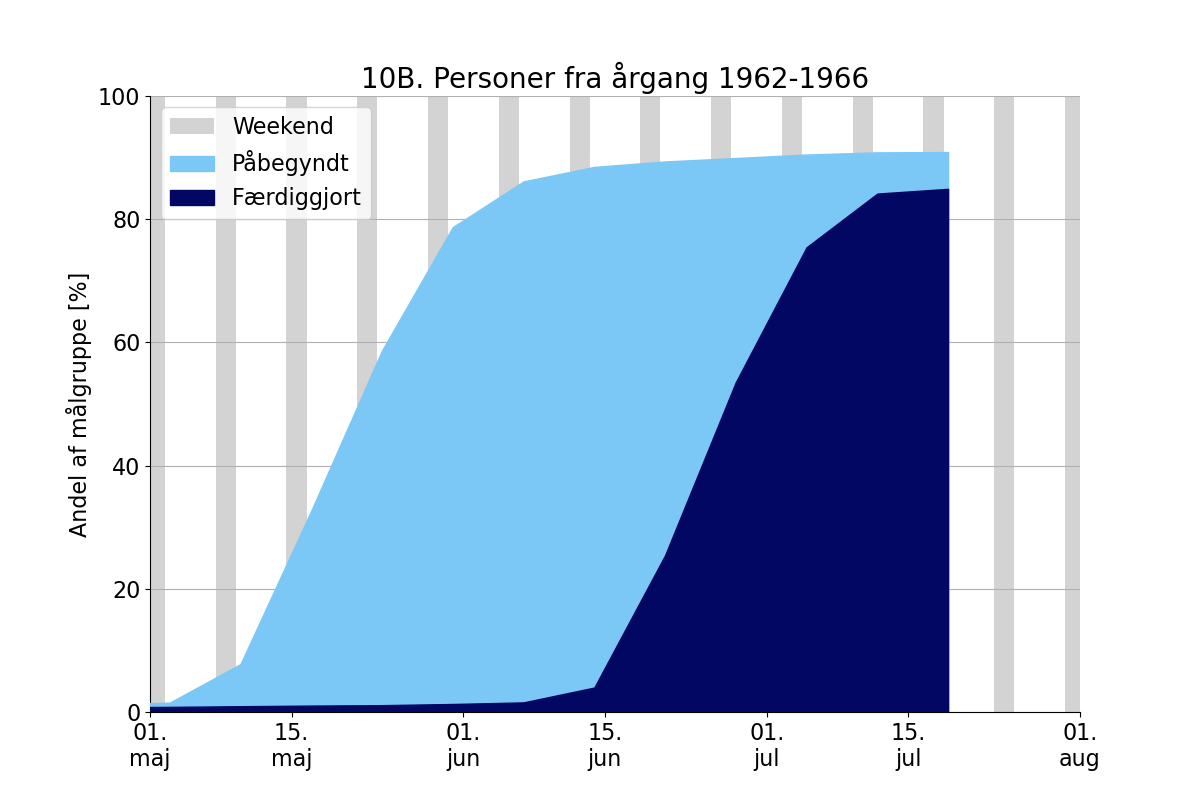 10B. Personer fra årgang 1962-1966
100
80
60
40
20
0
Andel af målgruppe [%]
Weekend
Påbegyndt
Færdiggjort
01.
maj
15.
maj
01.
jun
15.
jun
01.
jul
15.
jul
01.
aug